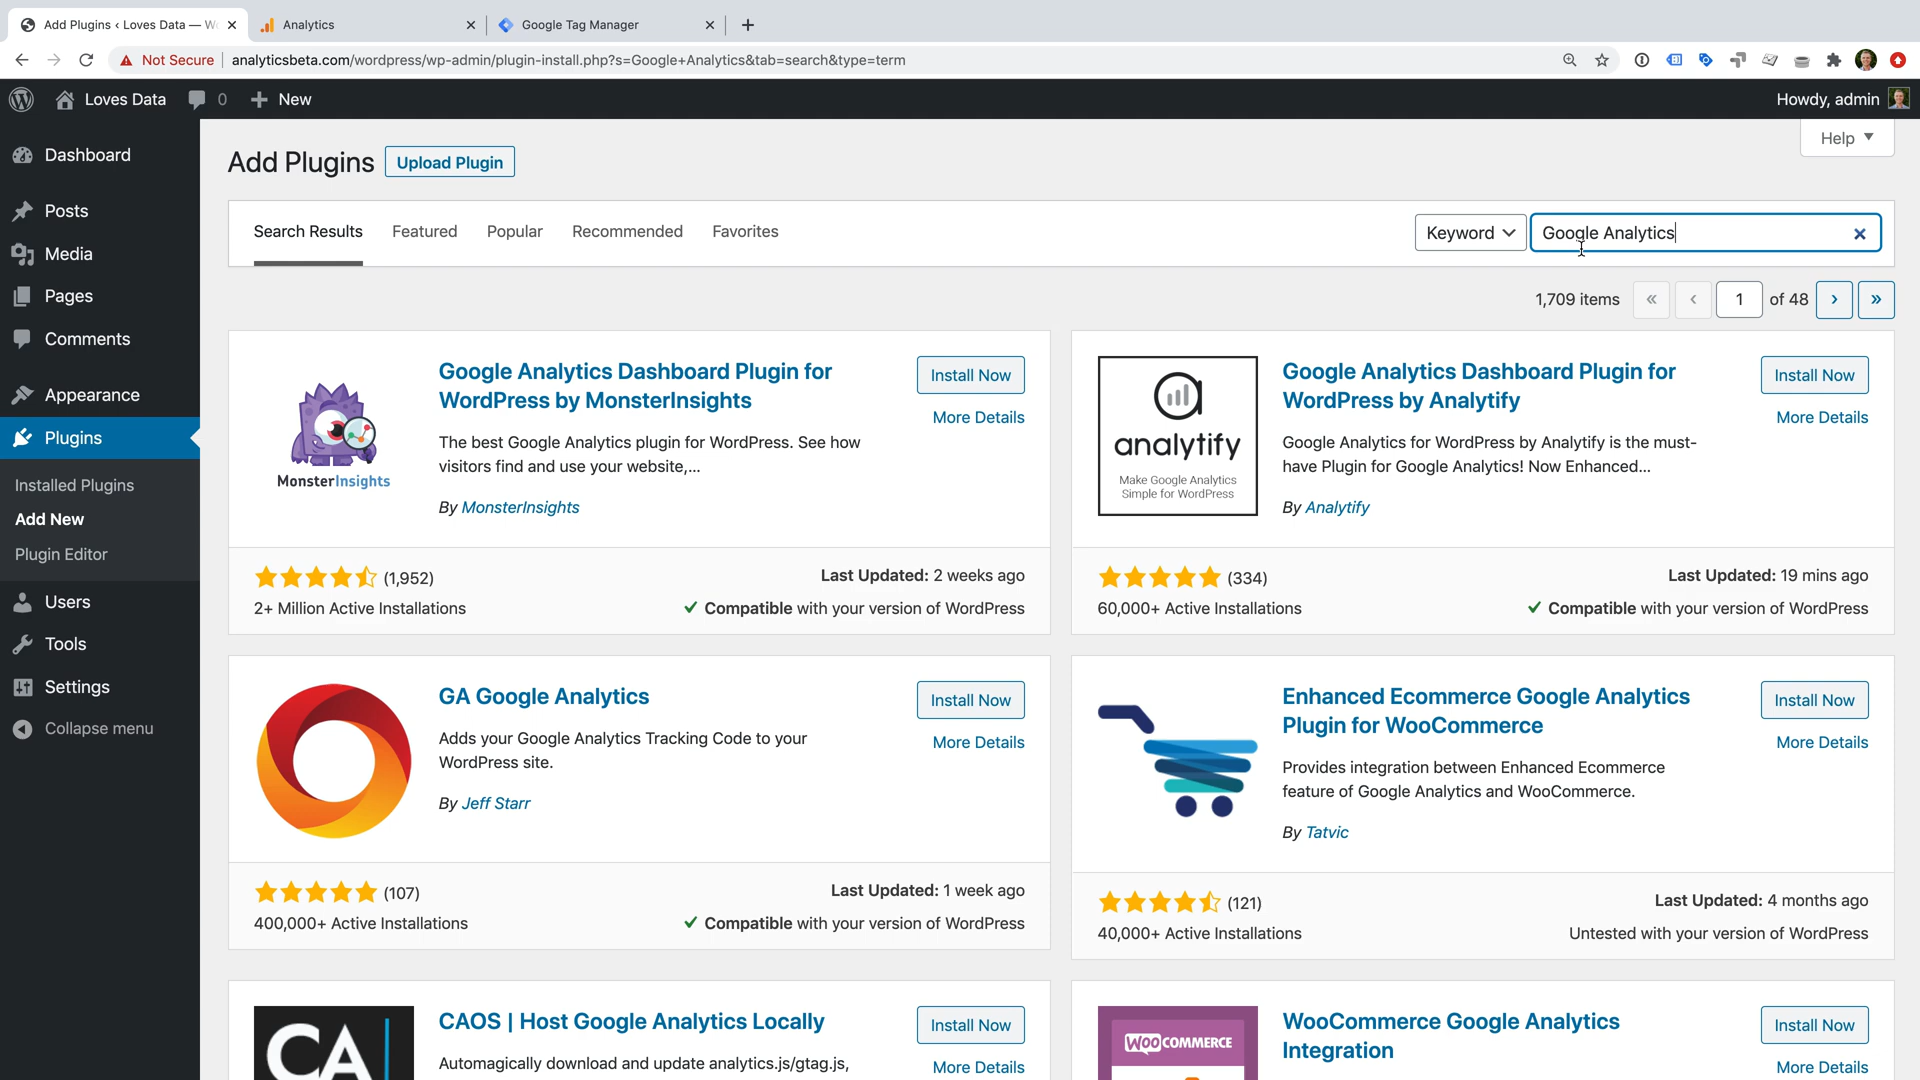 Add Plugins ‹ Loves Data — W
Analytics
Google Tag Manager
Not Secure
analyticsbeta.com/wordpress/wp-admin/plugin-install.php?s=Google+Analytics&tab=search&type=term
Loves Data
0
New
Howdy, admin
Dashboard
Posts
Media
Pages
Comments
Appearance
Plugins
Installed Plugins
Add New
Plugin Editor
Users
Tools
Settings
Collapse menu
Help
Add Plugins
Upload Plugin
Search Results
Featured
Popular
Recommended
Favorites
Keyword
Google Analytics
1,709 items
«
‹
1
of 48
›
»
MonsterInsights
Google Analytics Dashboard Plugin for
WordPress by MonsterInsights
Install Now
More Details
The best Google Analytics plugin for WordPress. See how
visitors find and use your website,...
By MonsterInsights
(1,952)
Last Updated: 2 weeks ago
2+ Million Active Installations
Compatible with your version of WordPress
analytify
Make Google Analytics
Simple for WordPress
Google Analytics Dashboard Plugin for
WordPress by Analytify
Install Now
More Details
Google Analytics for WordPress by Analytify is the must-
have Plugin for Google Analytics! Now Enhanced...
By Analytify
(334)
Last Updated: 19 mins ago
60,000+ Active Installations
Compatible with your version of WordPress
GA Google Analytics
Install Now
More Details
Adds your Google Analytics Tracking Code to your
WordPress site.
By Jeff Starr
(107)
Last Updated: 1 week ago
400,000+ Active Installations
Compatible with your version of WordPress
Enhanced Ecommerce Google Analytics
Plugin for WooCommerce
Install Now
More Details
Provides integration between Enhanced Ecommerce
feature of Google Analytics and WooCommerce.
By Tatvic
(121)
Last Updated: 4 months ago
40,000+ Active Installations
Untested with your version of WordPress
CA
CAOS | Host Google Analytics Locally
Install Now
Automagically download and update analytics.js/gtag.js,
More Details
WOOCOMMERCE
WooCommerce Google Analytics
Integration
Install Now
More Details